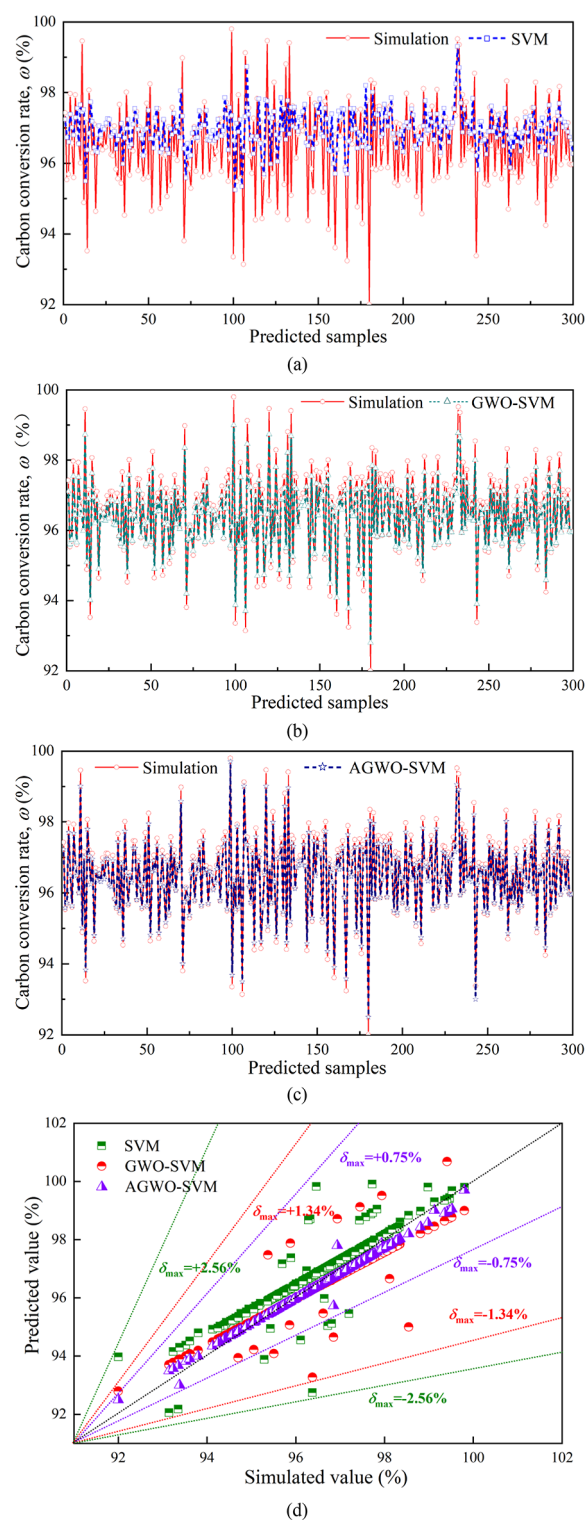 Simulation SVM
Carbon conversion rate, ω (%)
100
98
96
94
92
0 50 100 150 200 250 300
Predicted samples
(a)
Simulation GWO-SVM
Carbon conversion rate, ω (%)
100
98
96
94
92
0 50 100 150 200 250 300
Predicted samples
(b)
Simulation AGWO-SVM
Carbon conversion rate, ω (%)
100
98
96
94
92
0 50 100 150 200 250 300
Predicted samples
(c)
SVM
GWO-SVM
AGWO-SVM
δmax=+0.75%
δmax=+1.34%
δmax=+2.56%
δmax=-0.75%
δmax=-1.34%
δmax=-2.56%
Predicted value (%)
102
100
98
96
94
92
92 94 96 98 100 102
Simulated value (%)
(d)